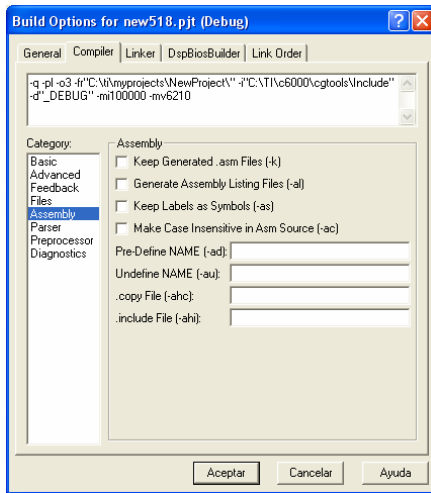 Build Options for new518.pjt (Debug)
General Compiler Linker DspBiosBuilder Link Order
-q -pl -o3 -fr"C:\ti\myprojects\NewProject\" -i"C:\TI\c6000\cgtools\Include"
-d"_DEBUG" -mi100000 -mv6210
Category:
Basic
Advanced
Feedback
Files
Assembly
Parser
Preprocessor
Diagnostics
Assembly
Keep Generated .asm Files (-k)
Generate Assembly Listing Files (-al)
Keep Labels as Symbols (-as)
Make Case Insensitive in Asm Source (-ac)
Pre-Define NAME (-ad):
Undefine NAME (-au):
.copy File (-ahc):
.include File (-ahi):
Aceptar Cancelar Ayuda